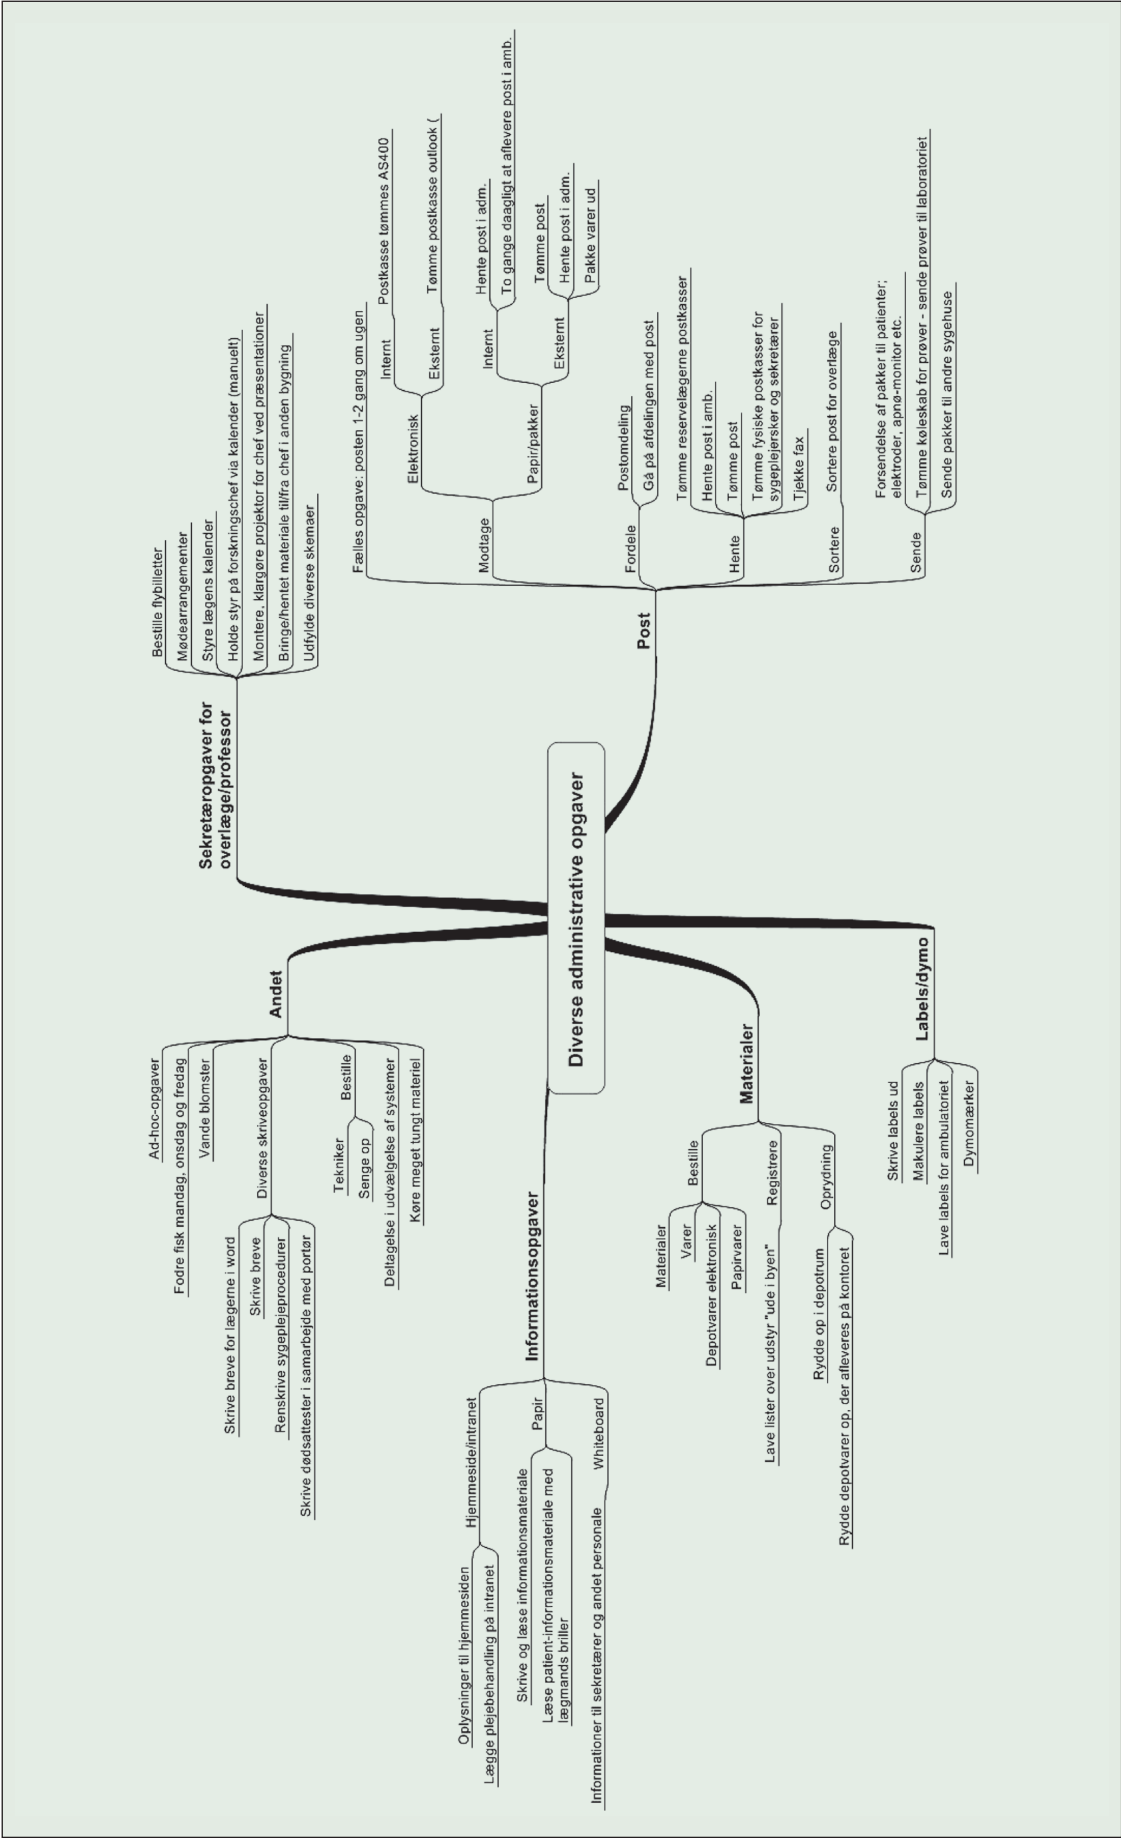 Diverse administrative opgaver
Sekretæropgaver for
overlæge/professor
Bestille flybilletter
Mødearrangementer
Styre lægens kalender
Holde styr på forskningschef via kalender (manuelt)
Montere, klargøre projektor for chef ved præsentationer
Bringe/hentet materiale til/fra chef i anden bygning
Udfylde diverse skemaer
Post
Fælles opgave: posten 1-2 gang om ugen
Modtage
Elektronisk
Internt
Postkasse tømmes AS400
Eksternt
Tømme postkasse outlook (
Papir/pakker
Internt
Hente post i adm.
To gange daagligt at aflevere post i amb.
Eksternt
Tømme post
Hente post i adm.
Pakke varer ud
Fordele
Postomdeling
Gå på afdelingen med post
Hente
Tømme reservelægerne postkasser
Hente post i amb.
Tømme post
Tømme fysiske postkasser for
sygeplejersker og sekretærer
Tjekke fax
Sortere
Sortere post for overlæge
Sende
Forsendelse af pakker til patienter;
elektroder, apnø-monitor etc.
Tømme køleskab for prøver - sende prøver til laboratoriet
Sende pakker til andre sygehuse
Andet
Ad-hoc-opgaver
Fodre fisk mandag, onsdag og fredag
Vande blomster
Diverse skriveopgaver
Skrive breve for lægerne i word
Skrive breve
Renskrive sygeplejeprocedurer
Skrive dødsattester i samarbejde med portør
Bestille
Tekniker
Senge op
Deltagelse i udvælgelse af systemer
Køre meget tungt materiel
Informationsopgaver
Hjemmeside/intranet
Oplysninger til hjemmesiden
Lægge plejebehandling på intranet
Papir
Skrive og læse informationsmateriale
Læse patient-informationsmateriale med
lægmands briller
Whiteboard
Informationer til sekretærer og andet personale
Materialer
Bestille
Materialer
Varer
Depotvarer elektronisk
Papirvarer
Registrere
Lave lister over udstyr "ude i byen"
Oprydning
Rydde op i depotrum
Rydde depotvarer op, der afleveres på kontoret
Labels/dymo
Skrive labels ud
Makulere labels
Lave labels for ambulatoriet
Dymomærker